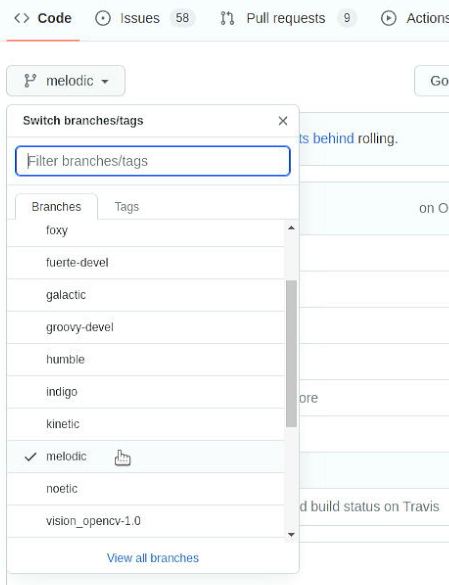 Code Issues 58 Pull requests 9 Actions
melodic Go
Switch branches/tags
ts behind rolling.
Filter branches/tags
Branches Tags
on O
foxy
fuerte-devel
galactic
groovy-devel
humble
indigo
ore
kinetic
melodic
noetic
d build status on Travis
vision_opencv-1.0
View all branches